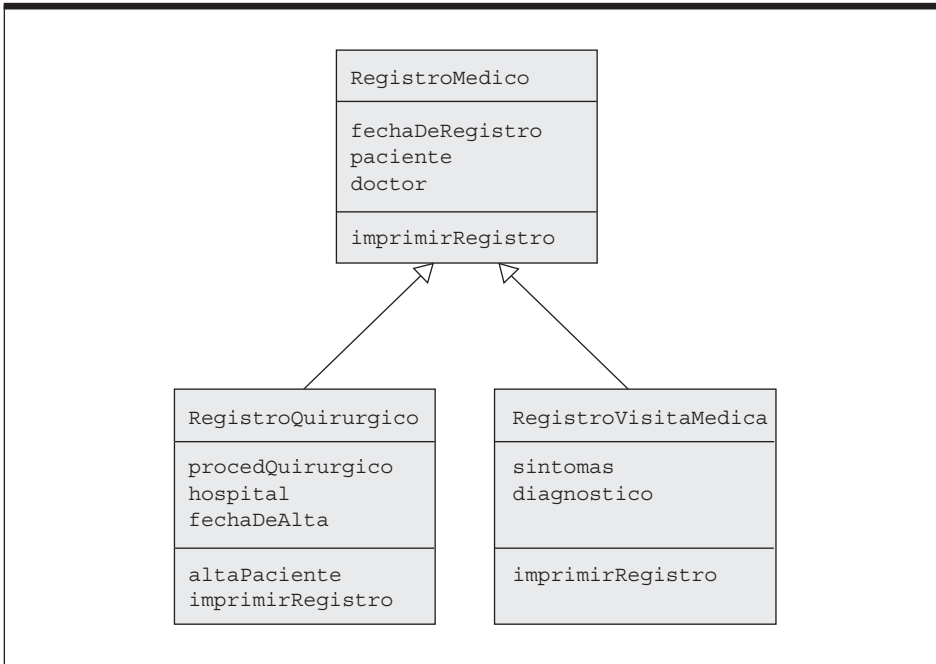 RegistroMedico
fechaDeRegistro
paciente
doctor
imprimirRegistro
RegistroQuirurgico
procedQuirurgico
hospital
fechaDeAlta
altaPaciente
imprimirRegistro
RegistroVisitaMedica
sintomas
diagnostico
imprimirRegistro